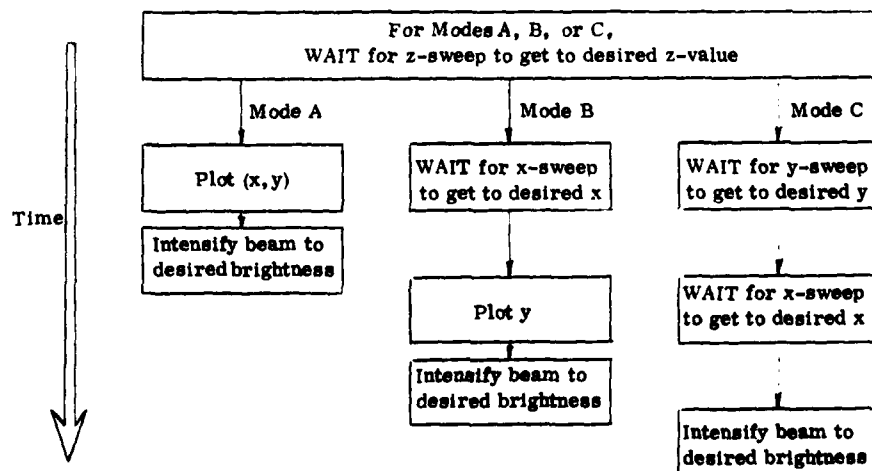 For Modes A, B, or C,
WAIT for z-sweep to get to desired z-value
Mode A
Mode B
Mode C
Plot (x, y)
WAIT for x-sweep
to get to desired x
WAIT for y-sweep
to get to desired y
Time
Intensify beam to
desired brightness
Plot y
WAIT for x-sweep
to get to desired x
Intensify beam to
desired brightness
Intensify beam to
desired brightness